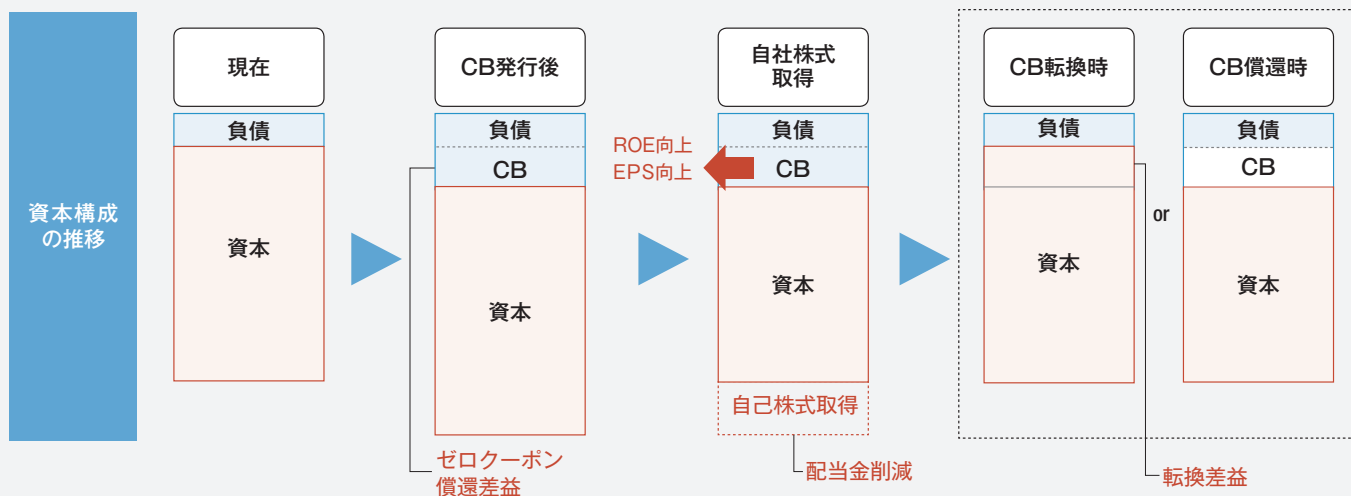 資本構成
の推移
現在
負債
資本
CB発行後
負債
CB
資本
ゼロクーポン
償還差益
自社株式
取得
負債
ROE向上
EPS向上
CB
資本
自己株式取得
配当金削減
CB転換時
負債
資本
転換差益
or
CB償還時
負債
CB
資本